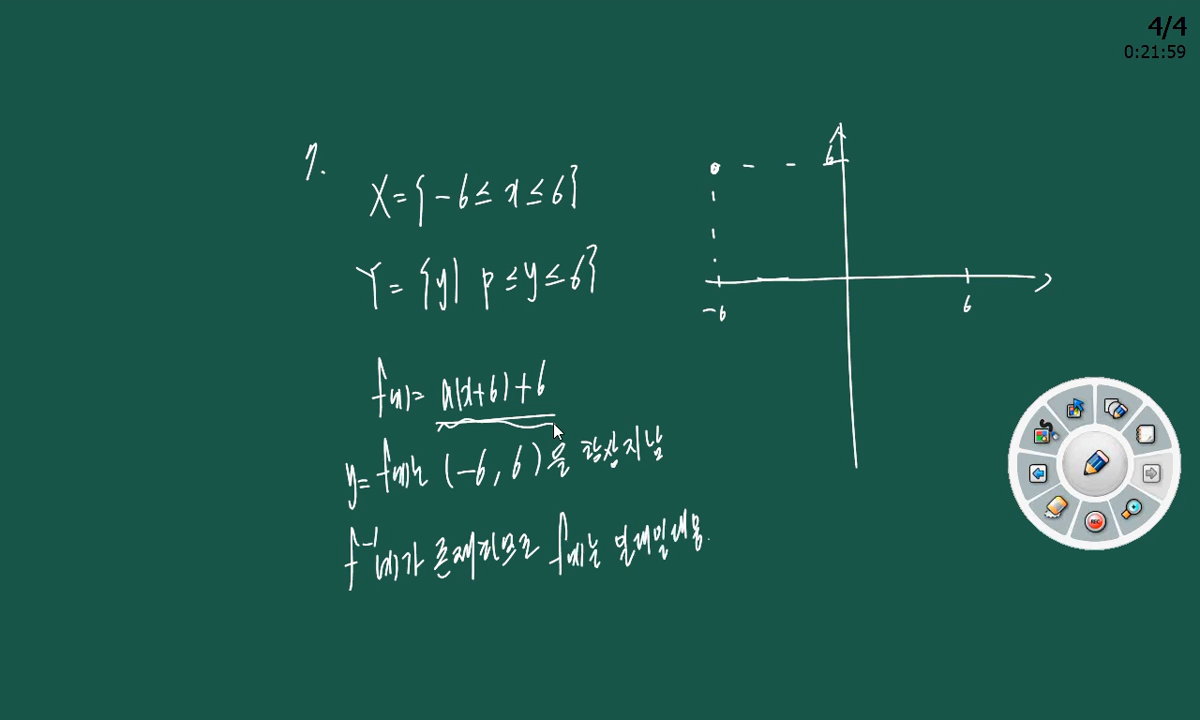 4/4
0:21:59
7.
X={-6≤x≤6}
Y={y| p≤y≤6}
f(x)= a(x+6)+6
y=f(x)는 (-6, 6)을 항상 지남
f⁻¹(x)가 존재하므로 f(x)는 일대일대응.
6
-6
6
REC